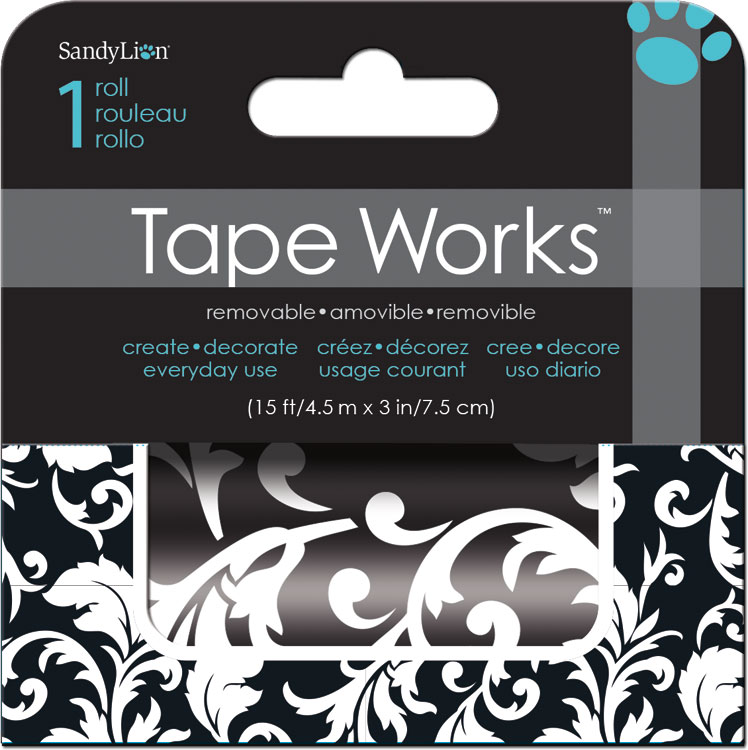 SandyLion
1 roll
rouleau
rollo
Tape Works™
removable•amovible•removible
create•decorate créez•décorez cree•decore
everyday use usage courant uso diario
(15 ft/4.5 m x 3 in/7.5 cm)